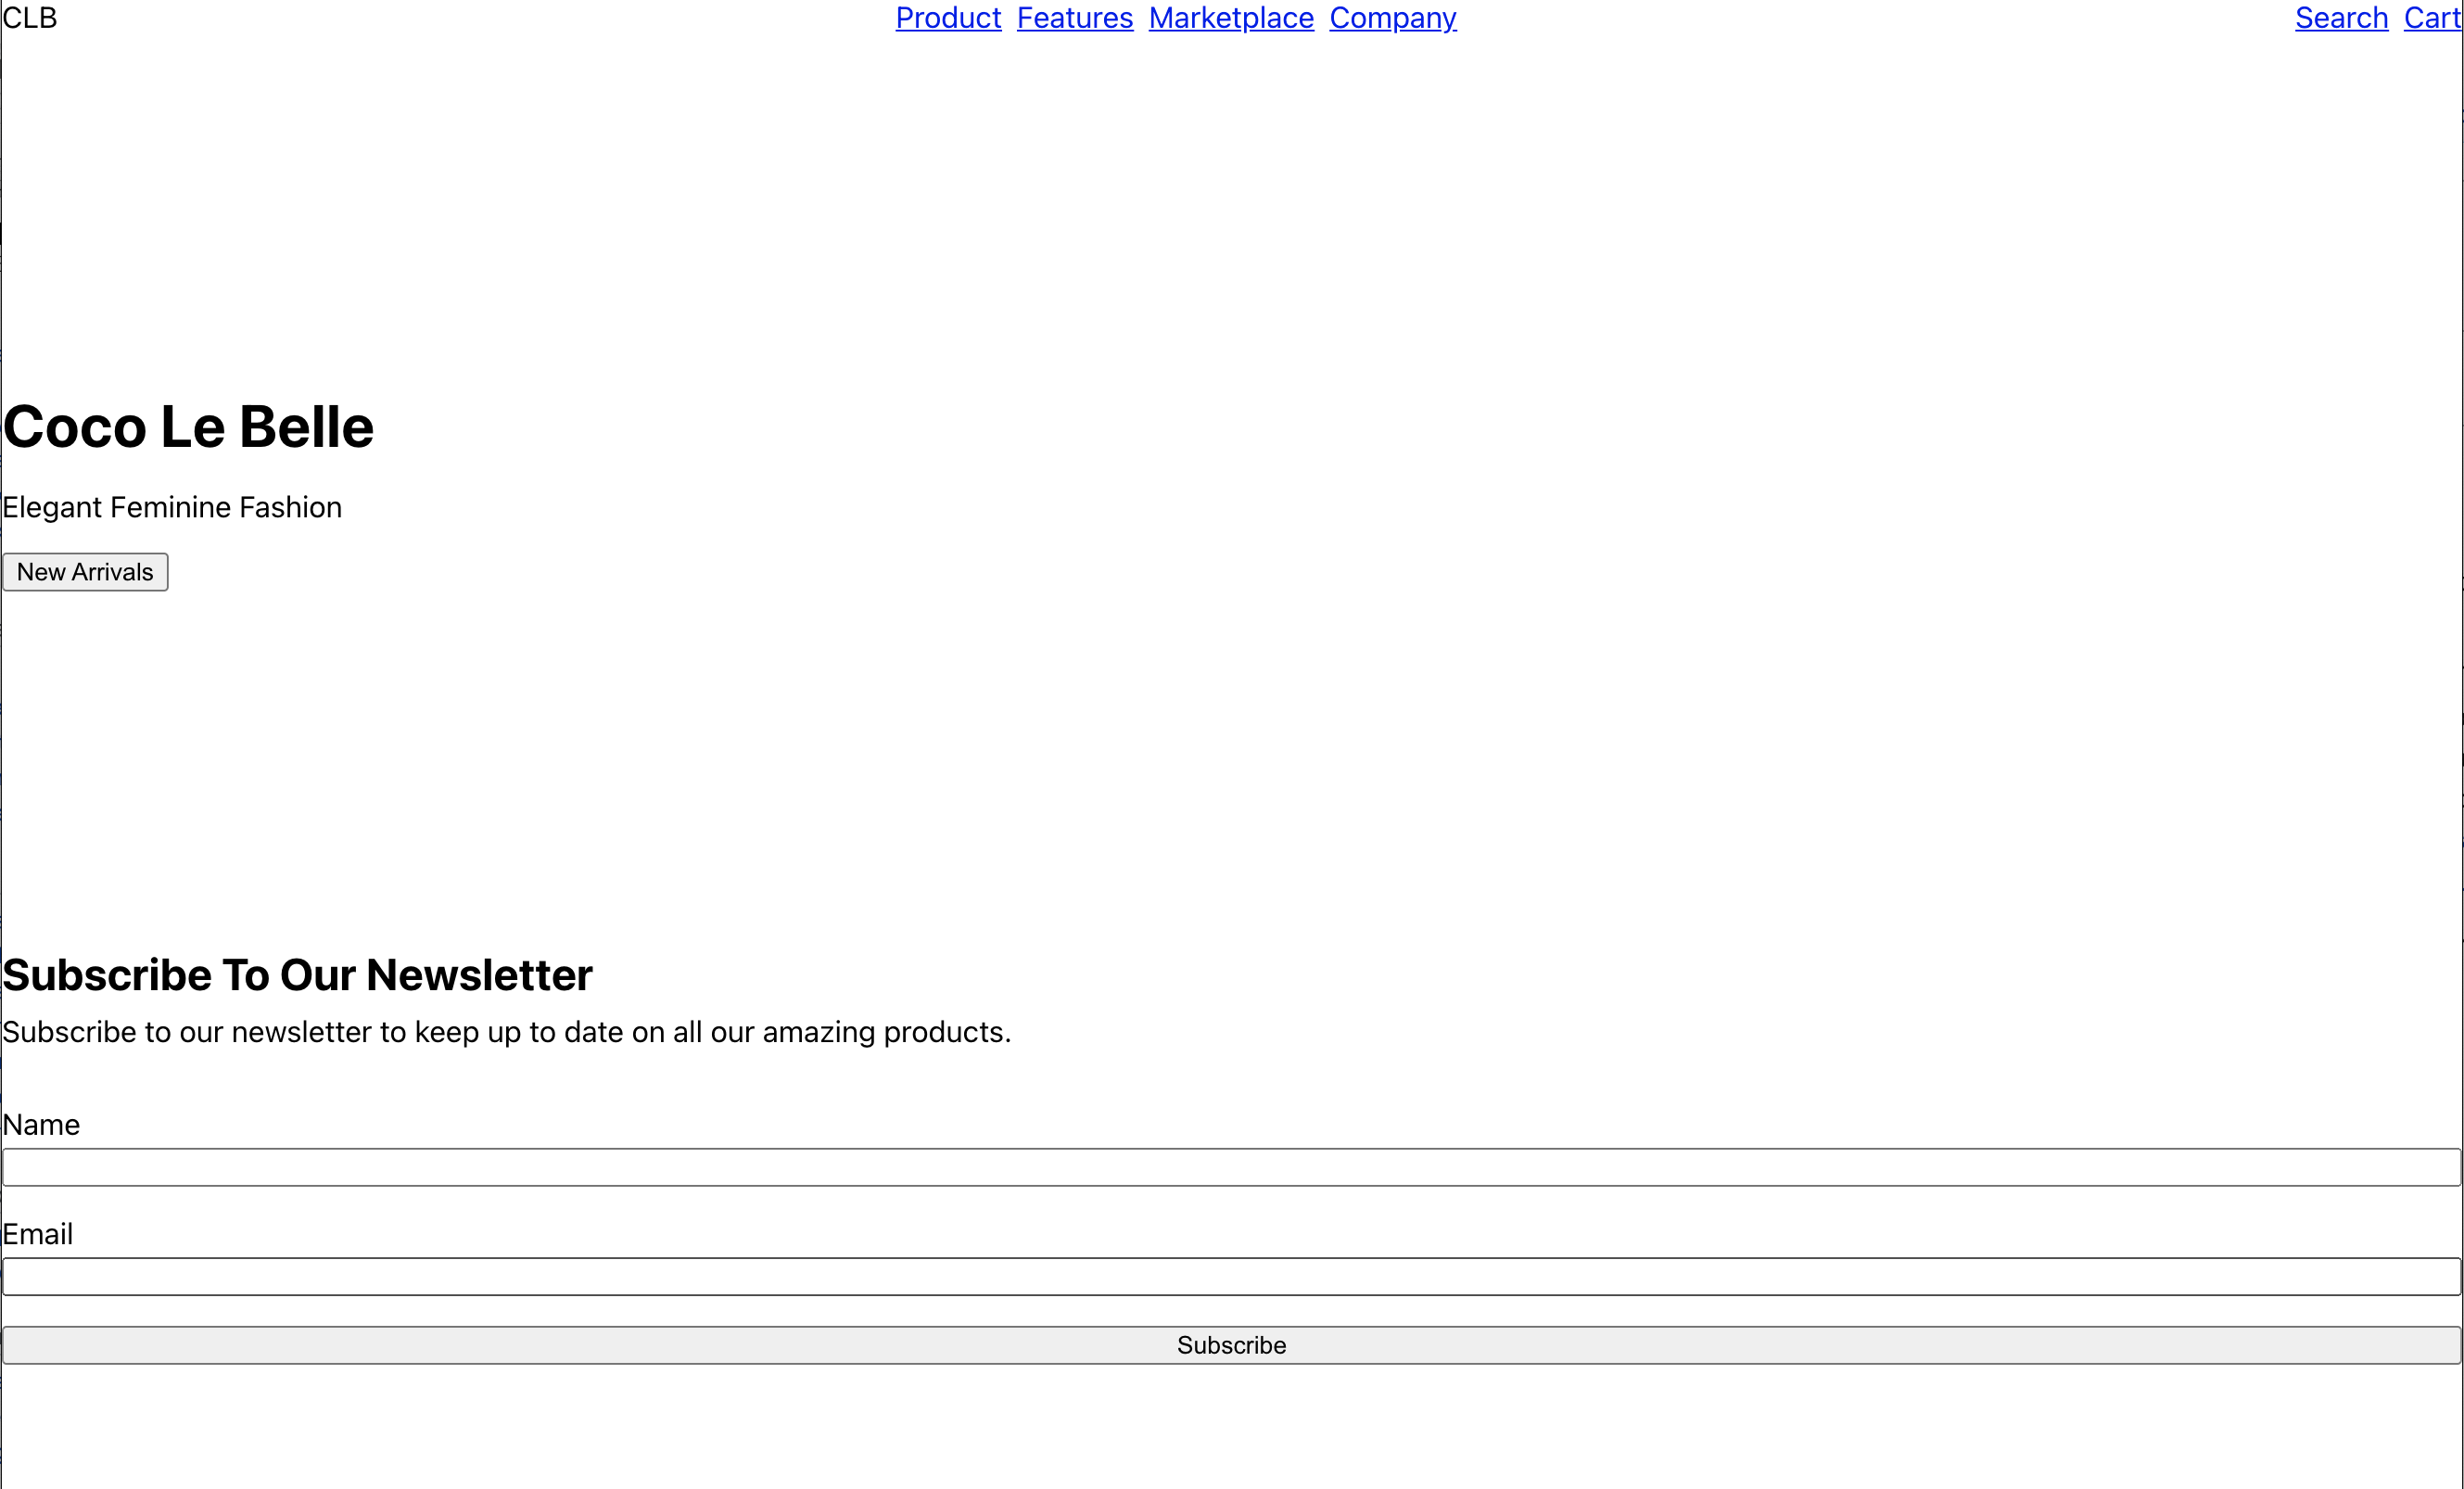 CLB Product Features Marketplace Company Search Cart
Coco Le Belle
Elegant Feminine Fashion
New Arrivals
Subscribe To Our Newsletter
Subscribe to our newsletter to keep up to date on all our amazing products.
Name
Email
Subscribe